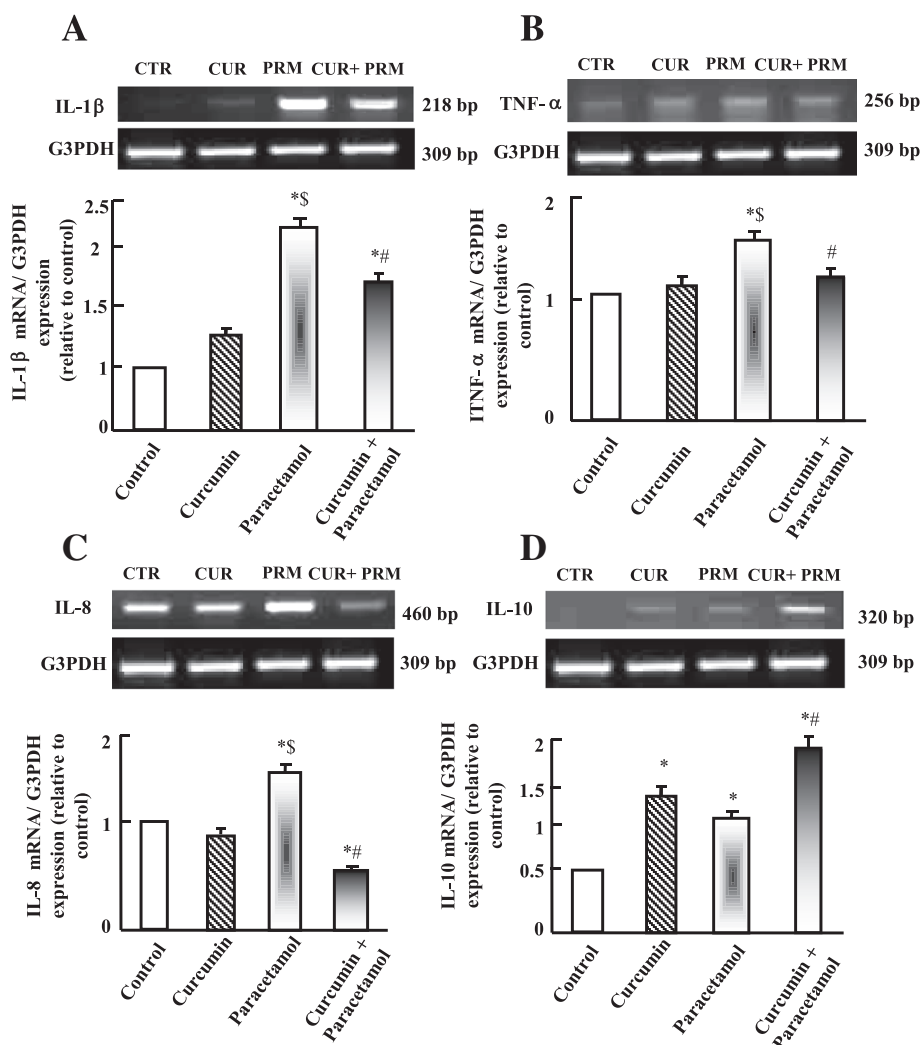 A
CTR CUR PRM CUR+ PRM
IL-1β 218 bp
G3PDH 309 bp
IL-1β mRNA/ G3PDH
expression
(relative to control)
2.5
2
1.5
1
0
*$
*#
Control
Curcumin
Paracetamol
Curcumin +
Paracetamol
B
CTR CUR PRM CUR+ PRM
TNF-α 256 bp
G3PDH 309 bp
ITNF-α mRNA/ G3PDH
expression (relative to
control)
2
1
0
*$
#
Control
Curcumin
Paracetamol
Curcumin +
Paracetamol
C
CTR CUR PRM CUR+ PRM
IL-8 460 bp
G3PDH 309 bp
IL-8 mRNA/ G3PDH
expression (relative to
control)
2
1
0
*$
*#
Control
Curcumin
Paracetamol
Curcumin +
Paracetamol
D
CTR CUR PRM CUR+ PRM
IL-10 320 bp
G3PDH 309 bp
IL-10 mRNA/ G3PDH
expression (relative to
control)
2
1.5
1
0.5
0
*
*
*#
Control
Curcumin
Paracetamol
Curcumin +
Paracetamol